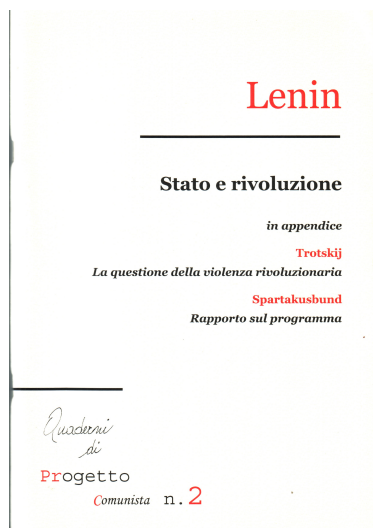 Lenin
Stato e rivoluzione
in appendice
Trotskij
La questione della violenza rivoluzionaria
Spartakusbund
Rapporto sul programma
Quaderni
di
Progetto
Comunista n.2